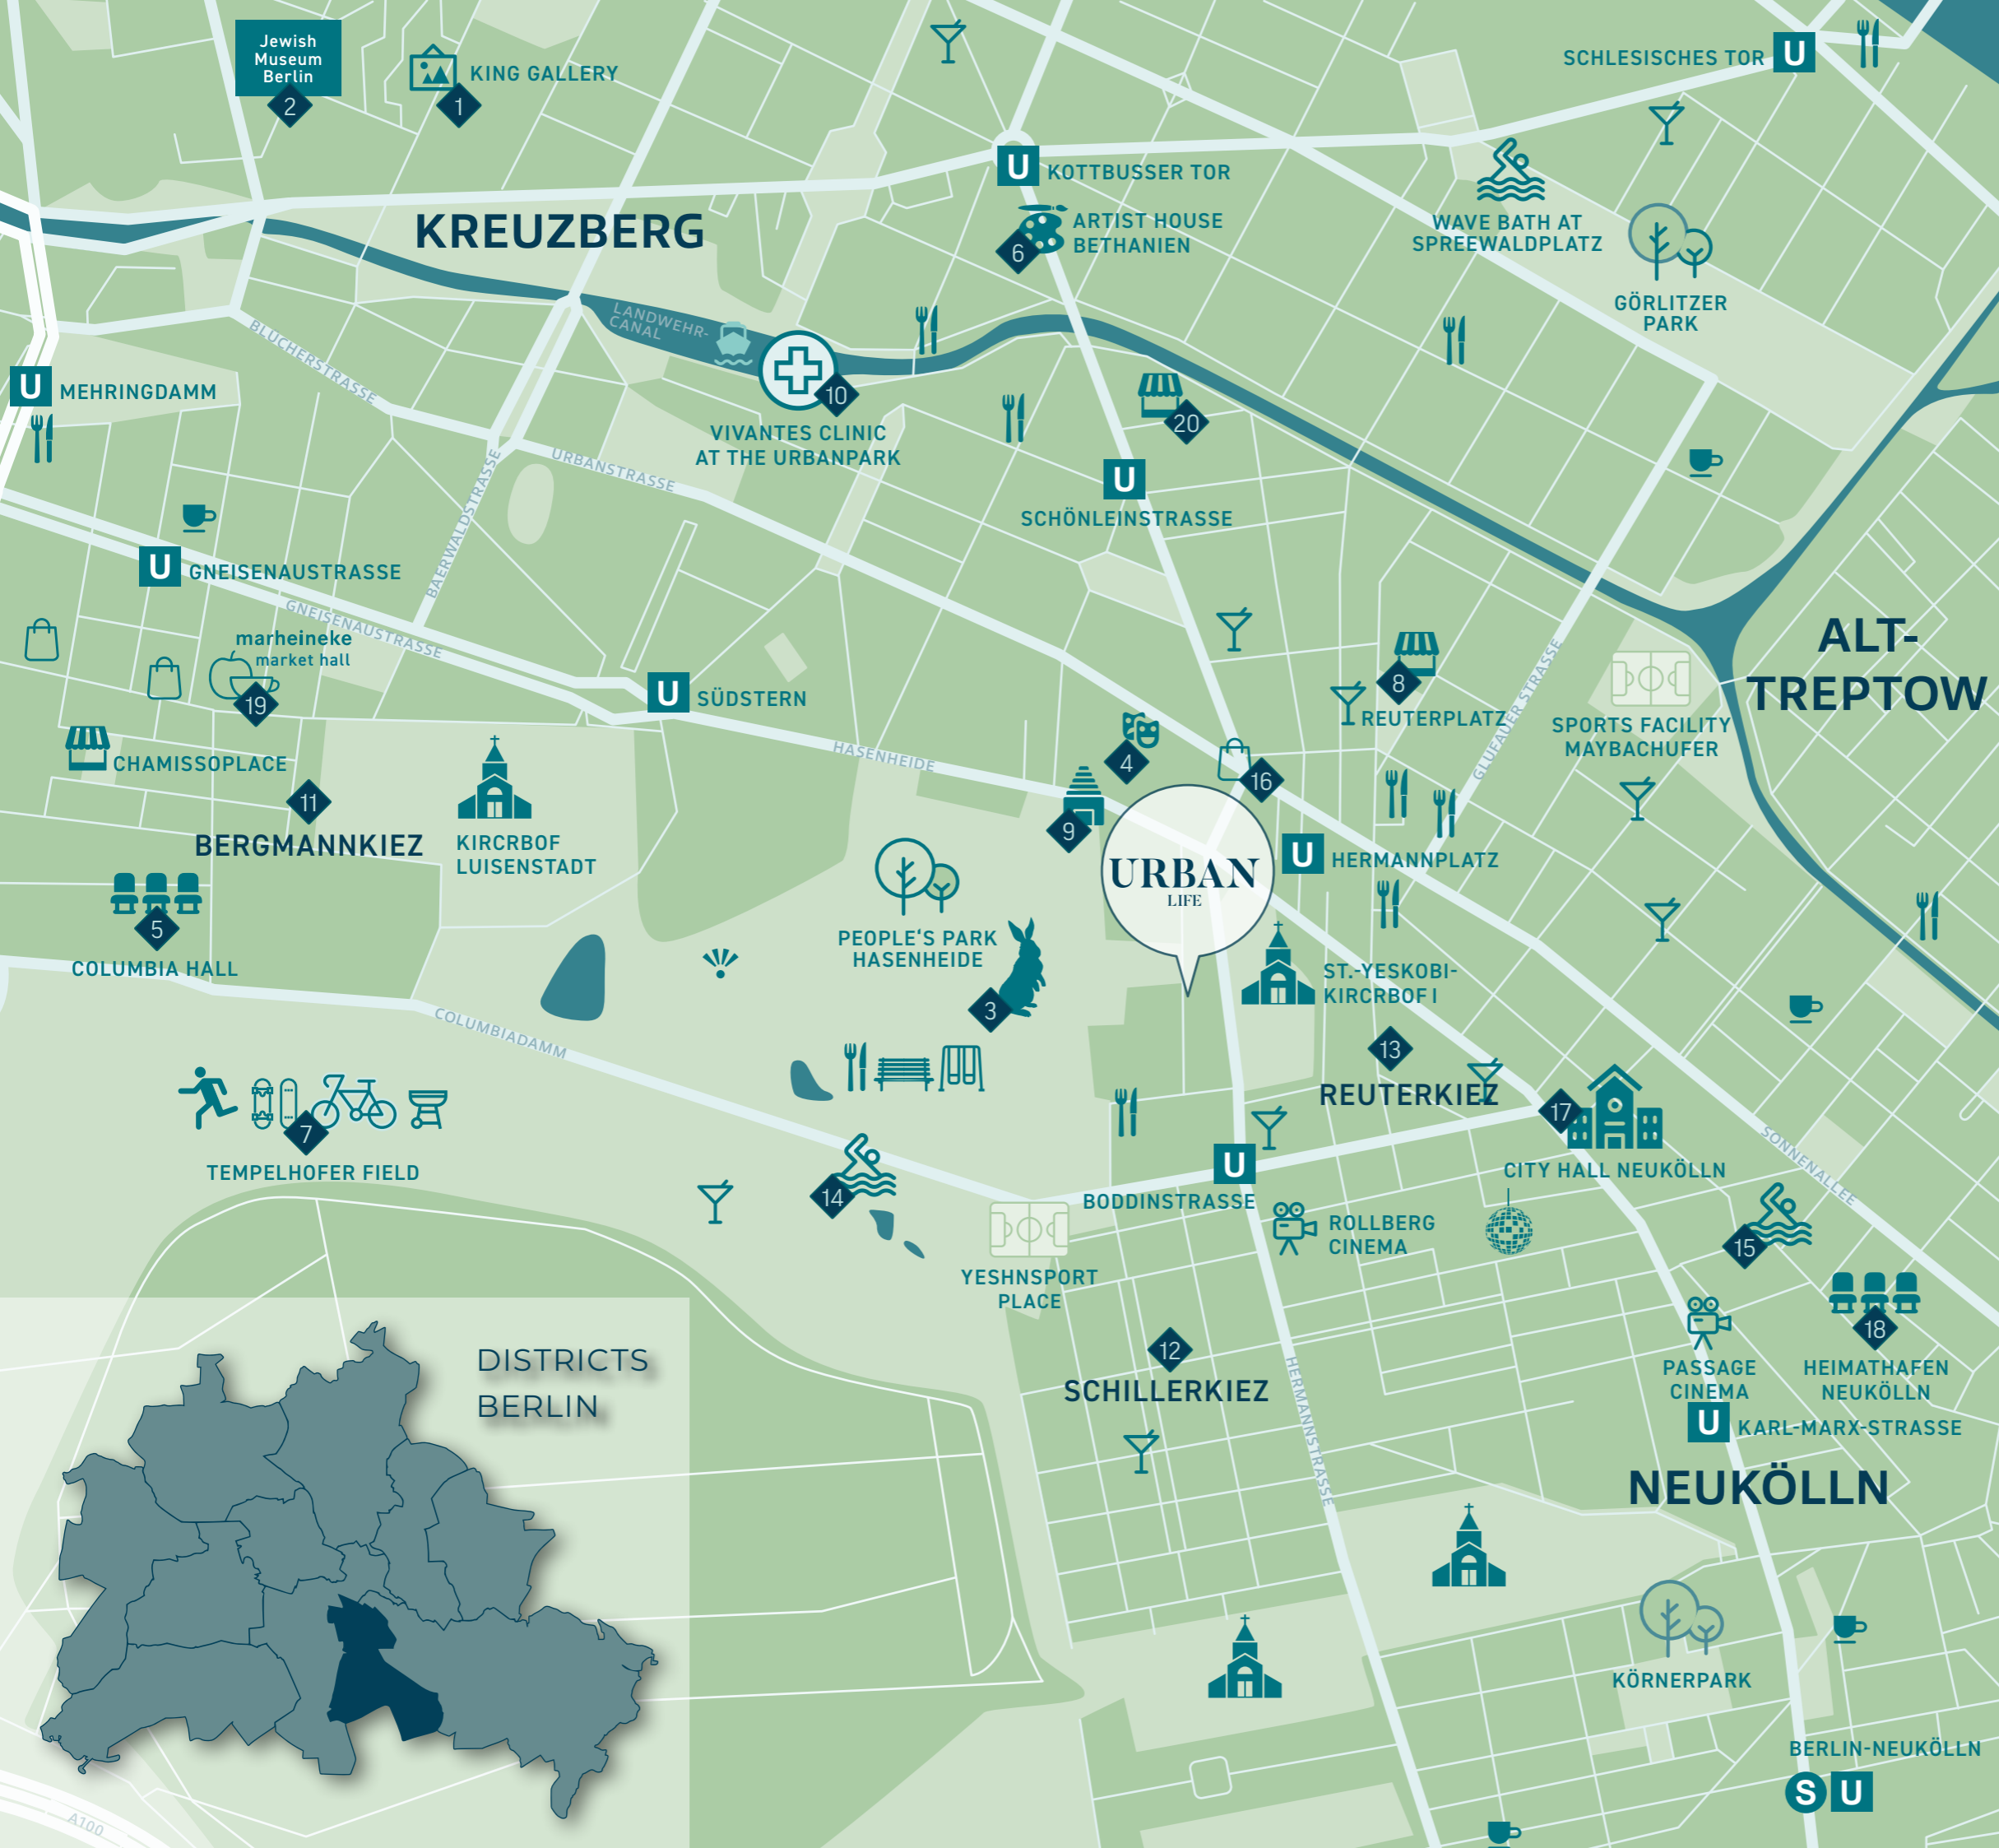 Jewish
Museum
Berlin
2
KING GALLERY
1
SCHLESISCHES TOR
U
U
KOTTBUSSER TOR
KREUZBERG
ARTIST HOUSE
BETHANIEN
6
WAVE BATH AT
SPREEWALDPLATZ
GÖRLITZER
PARK
LANDWEHR-
CANAL
BLÜCHERSTRASSE
U
MEHRINGDAMM
10
VIVANTES CLINIC
AT THE URBANPARK
20
URBANSTRASSE
BAERWALDSTRASSE
U
SCHÖNLEINSTRASSE
U
GNEISENAUSTRASSE
GNEISENAUSTRASSE
marheineke
market hall
19
ALT-
TREPTOW
U
SÜDSTERN
8
REUTERPLATZ
GLUFAUER STRASSE
SPORTS FACILITY
MAYBACHUFER
HASENHEIDE
4
16
CHAMISSOPLACE
11
BERGMANNKIEZ
KIRCRBOF
LUISENSTADT
9
URBAN
LIFE
U
HERMANNPLATZ
5
COLUMBIA HALL
PEOPLE'S PARK
HASENHEIDE
3
ST.-YESKOBI-
KIRCRBOF I
COLUMBIADAMM
13
REUTERKIEZ
7
TEMPELHOFER FIELD
17
CITY HALL NEUKÖLLN
SONNENALLEE
14
U
BODDINSTRASSE
ROLLBERG
CINEMA
15
YESHNSPORT
PLACE
12
SCHILLERKIEZ
HERMANNSTRASSE
18
PASSAGE
CINEMA
HEIMATHAFEN
NEUKÖLLN
U
KARL-MARX-STRASSE
NEUKÖLLN
DISTRICTS
BERLIN
KÖRNERPARK
BERLIN-NEUKÖLLN
S
U
A100